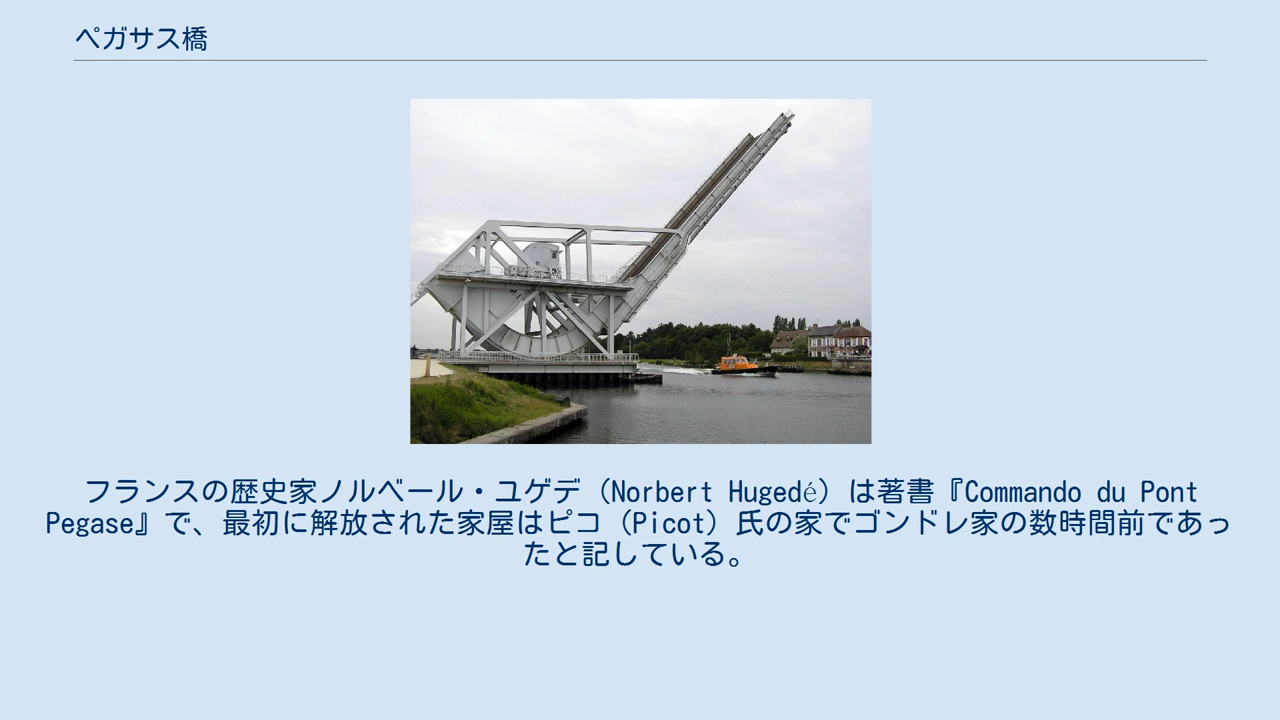 ペガサス橋
フランスの歴史家ノルベール・ユゲデ（Norbert Hugedé）は著書『Commando du Pont
Pegase』で、最初に解放された家屋はピコ（Picot）氏の家でゴンドレ家の数時間前であっ
たと記している。